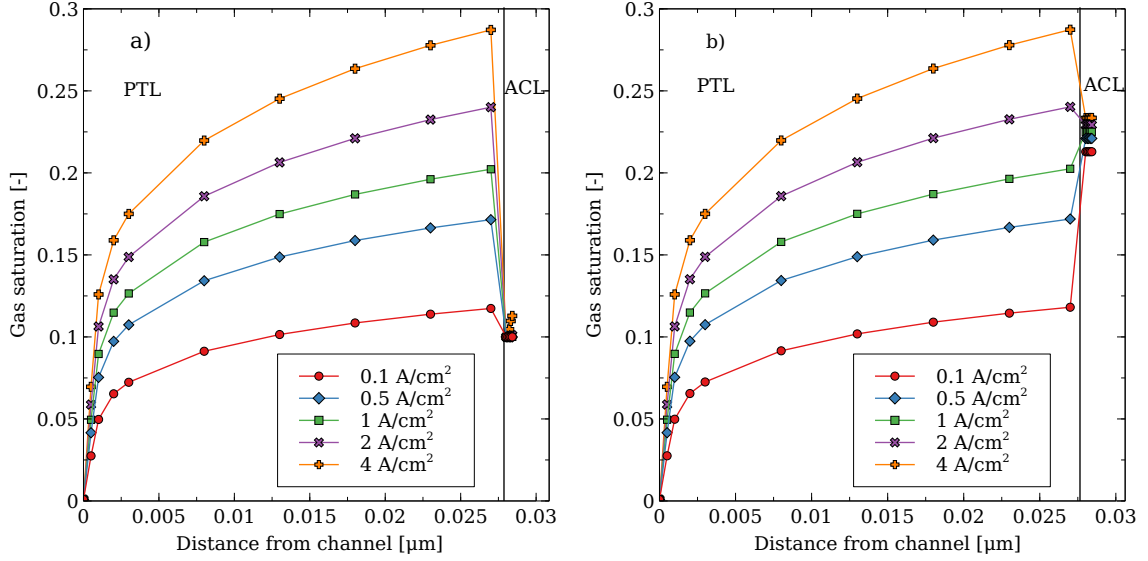 a)
PTL
ACL
Gas saturation [-]
0.3
0.25
0.2
0.15
0.1
0.05
0
0
0.005
0.01
0.015
0.02
0.025
0.03
Distance from channel [μm]
0.1 A/cm²
0.5 A/cm²
1 A/cm²
2 A/cm²
4 A/cm²
b)
PTL
ACL
Gas saturation [-]
0.3
0.25
0.2
0.15
0.1
0.05
0
0
0.005
0.01
0.015
0.02
0.025
0.03
Distance from channel [μm]
0.1 A/cm²
0.5 A/cm²
1 A/cm²
2 A/cm²
4 A/cm²